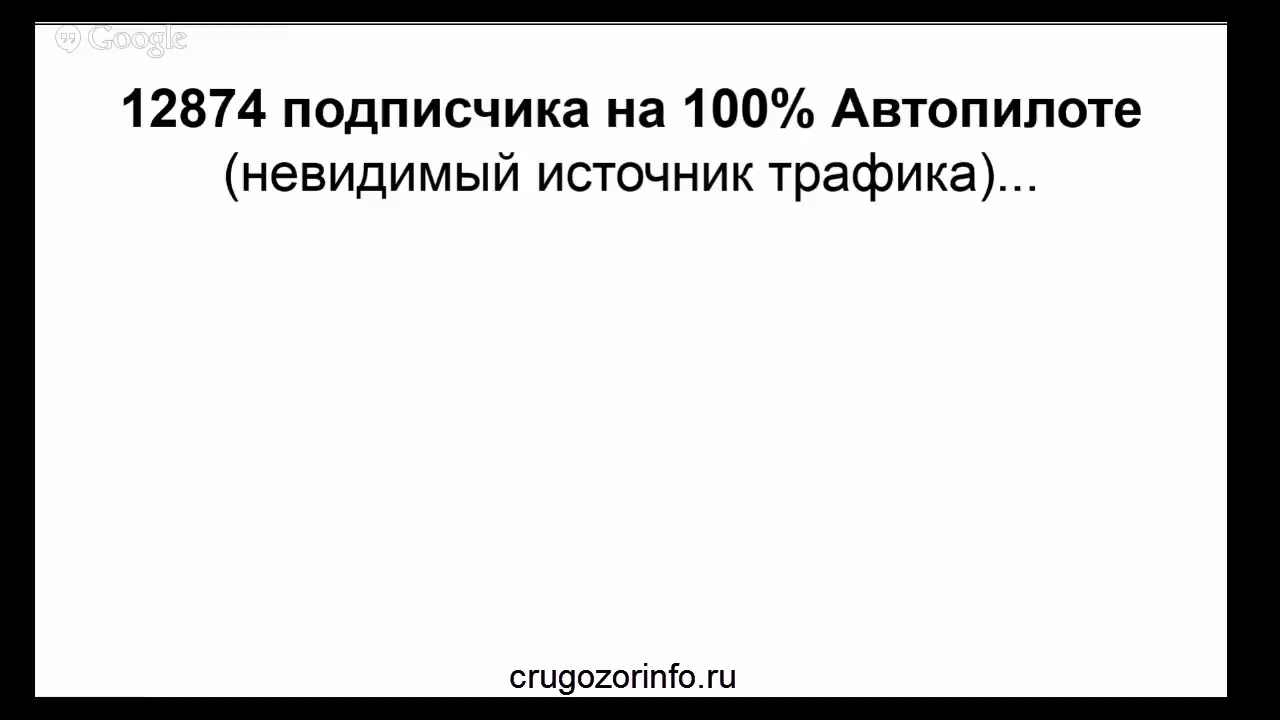 Google
12874 подписчика на 100% Автопилоте
(невидимый источник трафика)...
crugozorinfo.ru